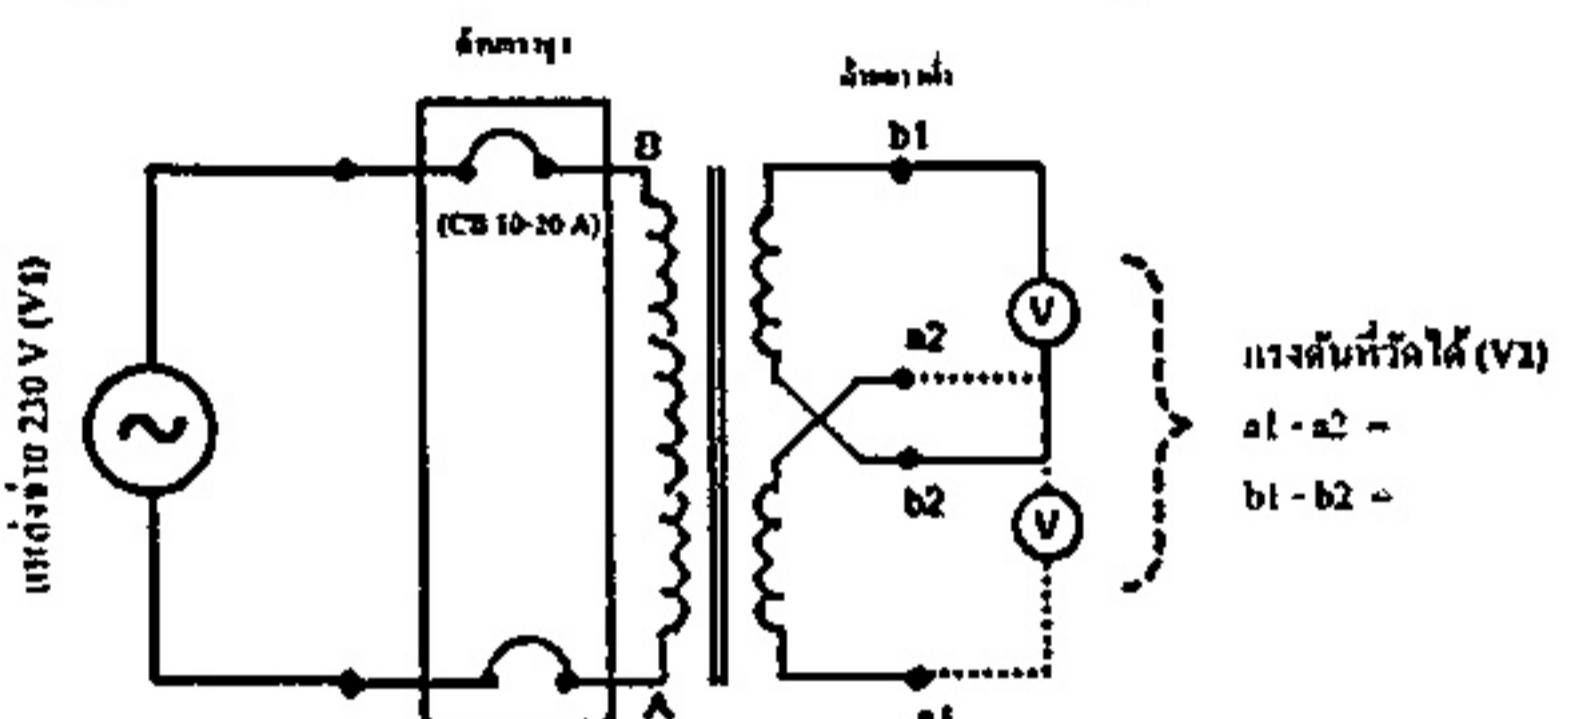 B
b1
(CB 10-20 A)
แหล่งจ่าย 230 V (V1)
V
a2
แรงดันที่วัดได้ (V2)
a1 - a2 =
b1 - b2 =
b2
V
A
a1